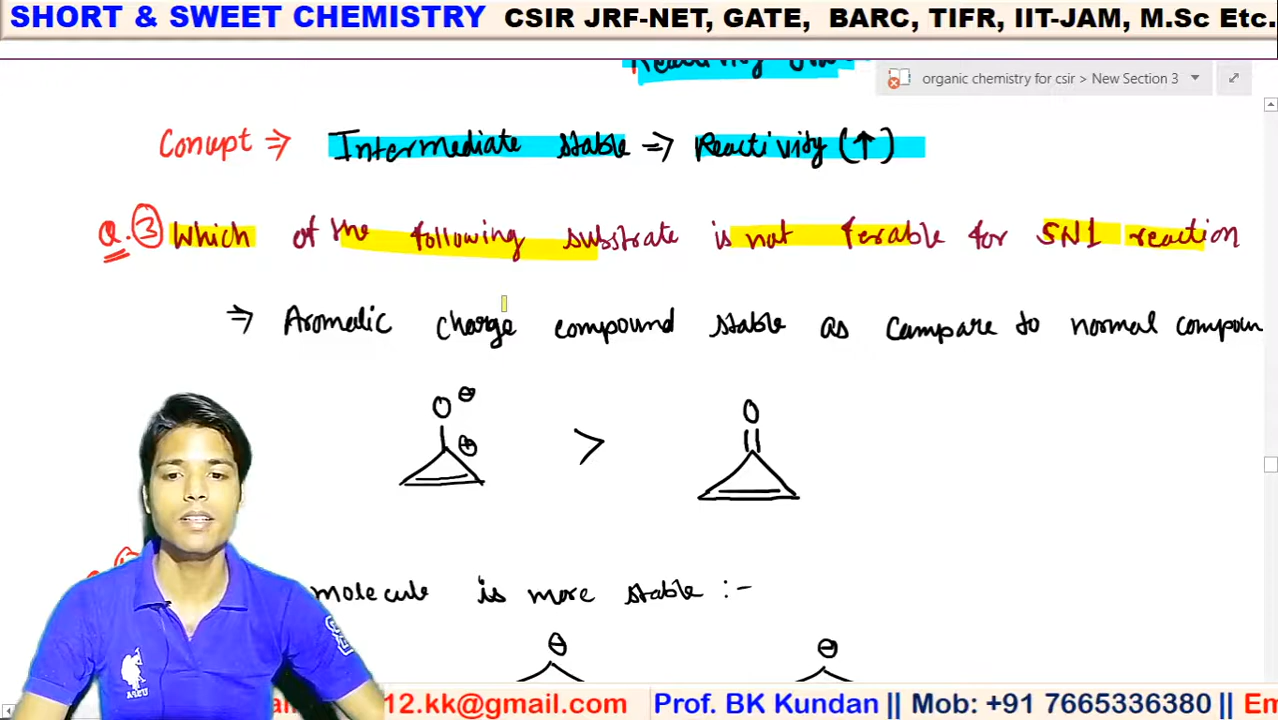 SHORT & SWEET CHEMISTRY CSIR JRF-NET, GATE, BARC, TIFR, IIT-JAM, M.Sc Etc.
Reactivity
organic chemistry for csir > New Section 3
Concept ⇒ Intermediate stable ⇒ Reactivity (↑)
Q.③ Which of the following substrate is not ferable for SN1 reaction
⇒ Aromatic charge compound stable as campare to normal compoun
O ⊖
⊕
>
O
molecule is more stable :-
⊖ ⊖
12.kk@gmail.com Prof. BK Kundan || Mob: +91 7665336380 || Em